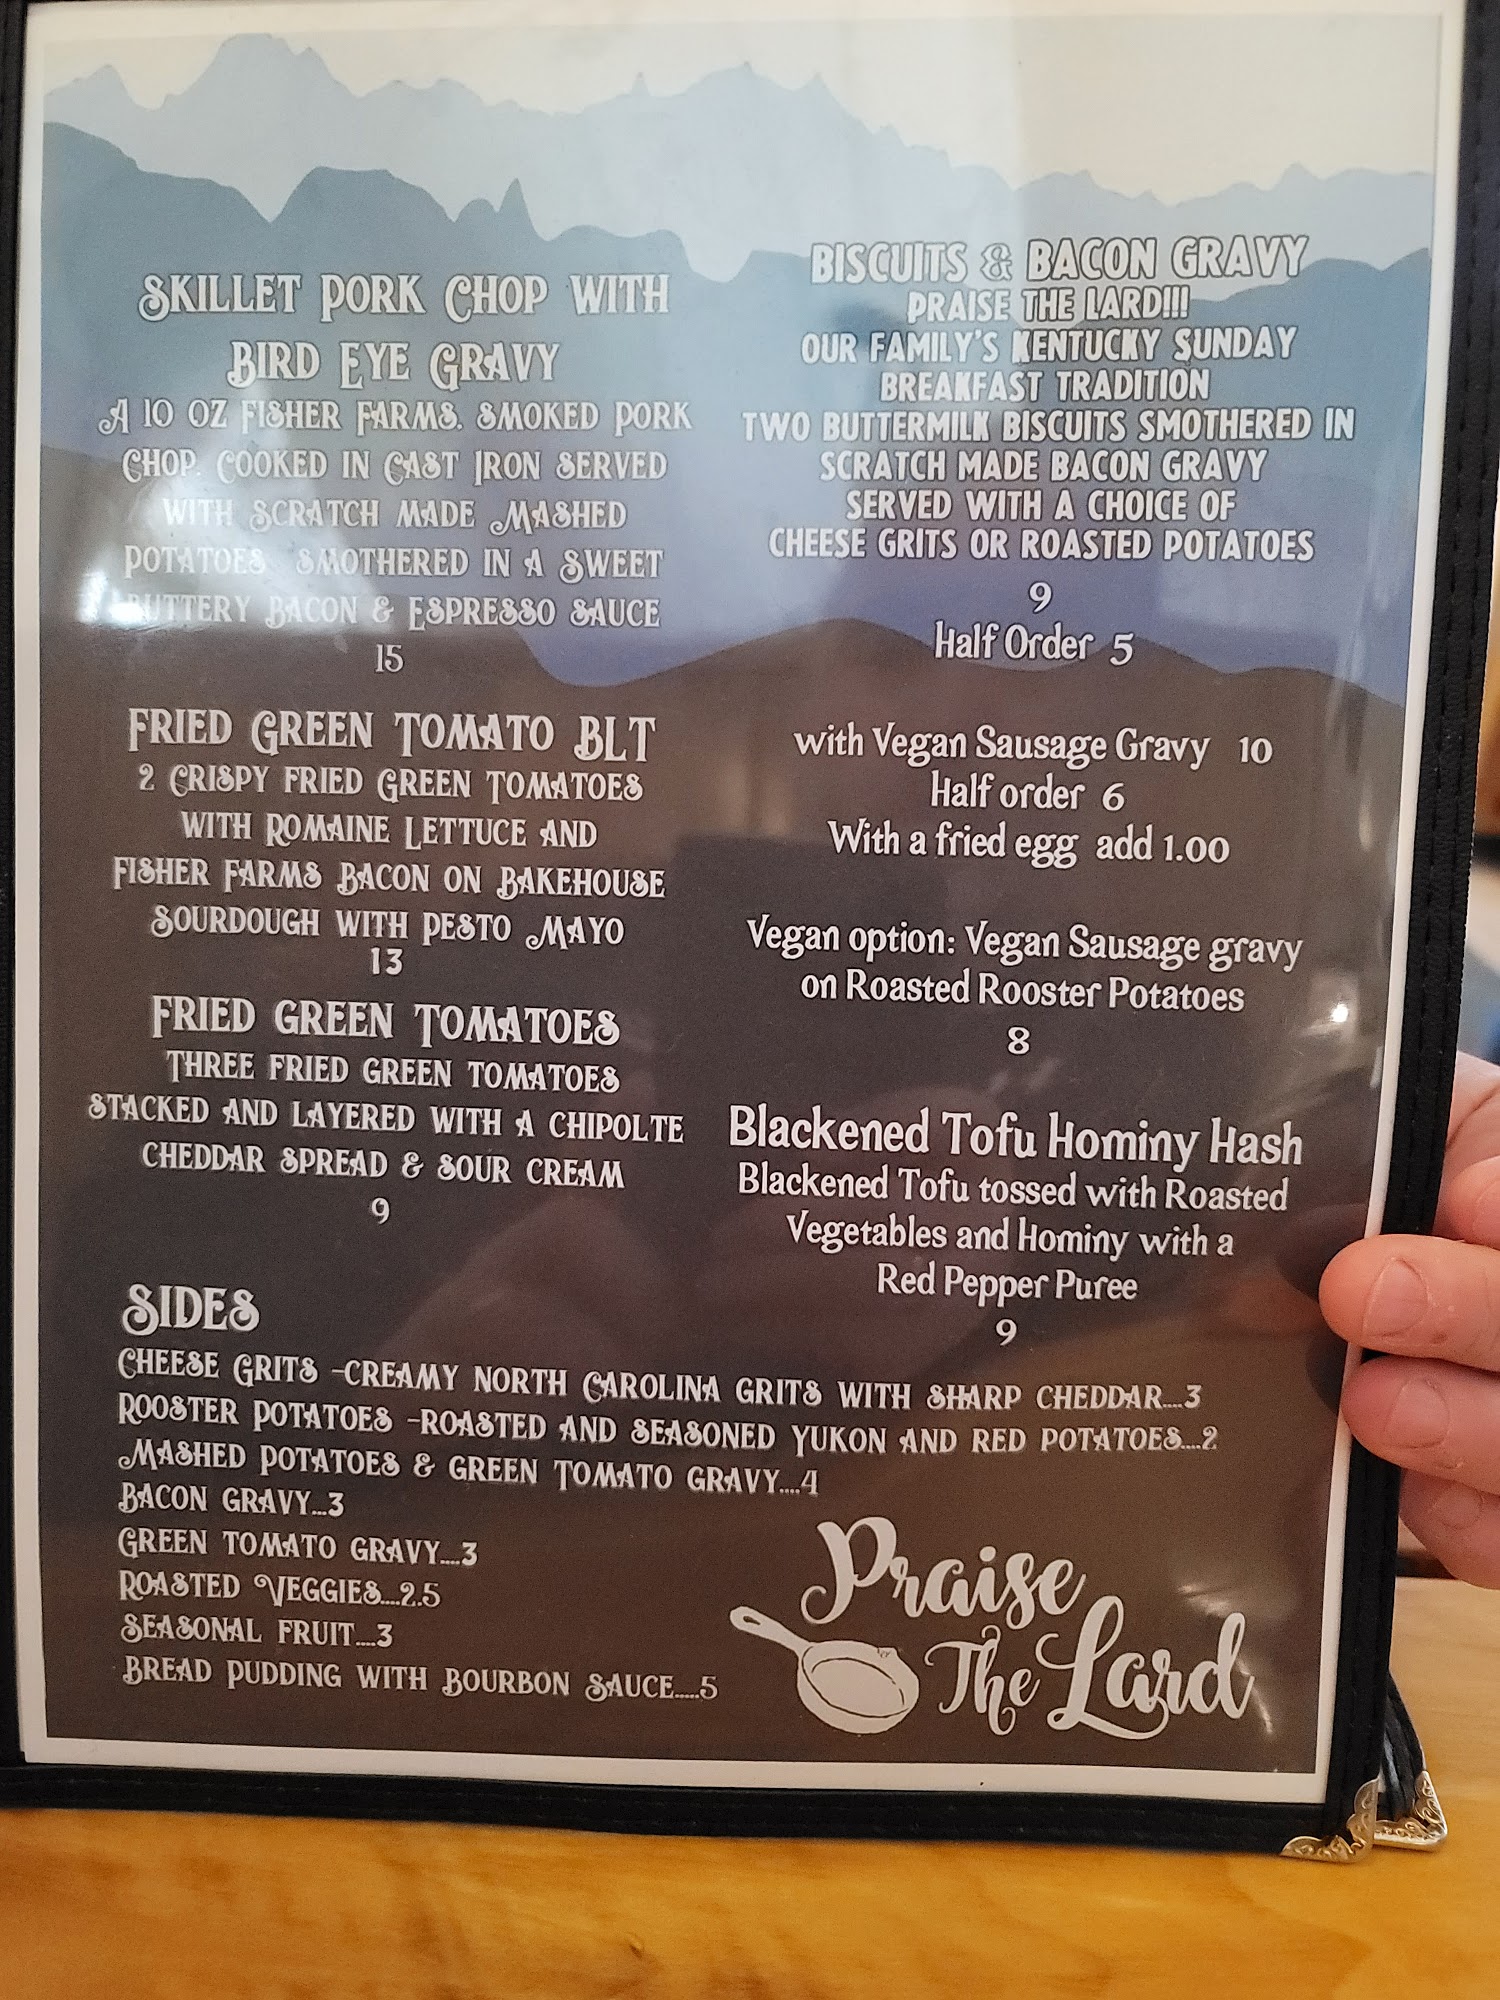 Skillet Pork Chop with
Bird Eye Gravy
A 10 oz Fisher Farms, smoked Pork
Chop, Cooked in Cast Iron served
with Scratch made Mashed
Potatoes smothered in a Sweet
Buttery Bacon & Espresso sauce
15
Fried Green Tomato BLT
2 Crispy fried Green Tomatoes
with Romaine Lettuce and
Fisher Farms Bacon on Bakehouse
Sourdough with pesto Mayo
13
Fried green Tomatoes
Three fried green tomatoes
stacked and layered with a chipolte
cheddar spread & sour cream
9
BISCUITS & BACON GRAVY
PRAISE THE LARD!!!
OUR FAMILY'S KENTUCKY SUNDAY
BREAKFAST TRADITION
TWO BUTTERMILK BISCUITS SMOTHERED IN
SCRATCH MADE BACON GRAVY
SERVED WITH A CHOICE OF
CHEESE GRITS OR ROASTED POTATOES
9
Half Order 5
with Vegan Sausage Gravy 10
Half order 6
With a fried egg add 1.00
Vegan option: Vegan Sausage gravy
on Roasted Rooster Potatoes
8
Blackened Tofu Hominy Hash
Blackened Tofu tossed with Roasted
Vegetables and Hominy with a
Red Pepper Puree
9
Sides
Cheese Grits -creamy north Carolina grits with sharp cheddar....3
Rooster Potatoes -roasted and seasoned yukon and red potatoes....2
Mashed potatoes & green Tomato gravy....4
Bacon gravy...3
Green tomato gravy....3
Roasted Veggies....2.5
Seasonal fruit....3
Bread pudding with Bourbon Sauce.....5
Praise
The Lard